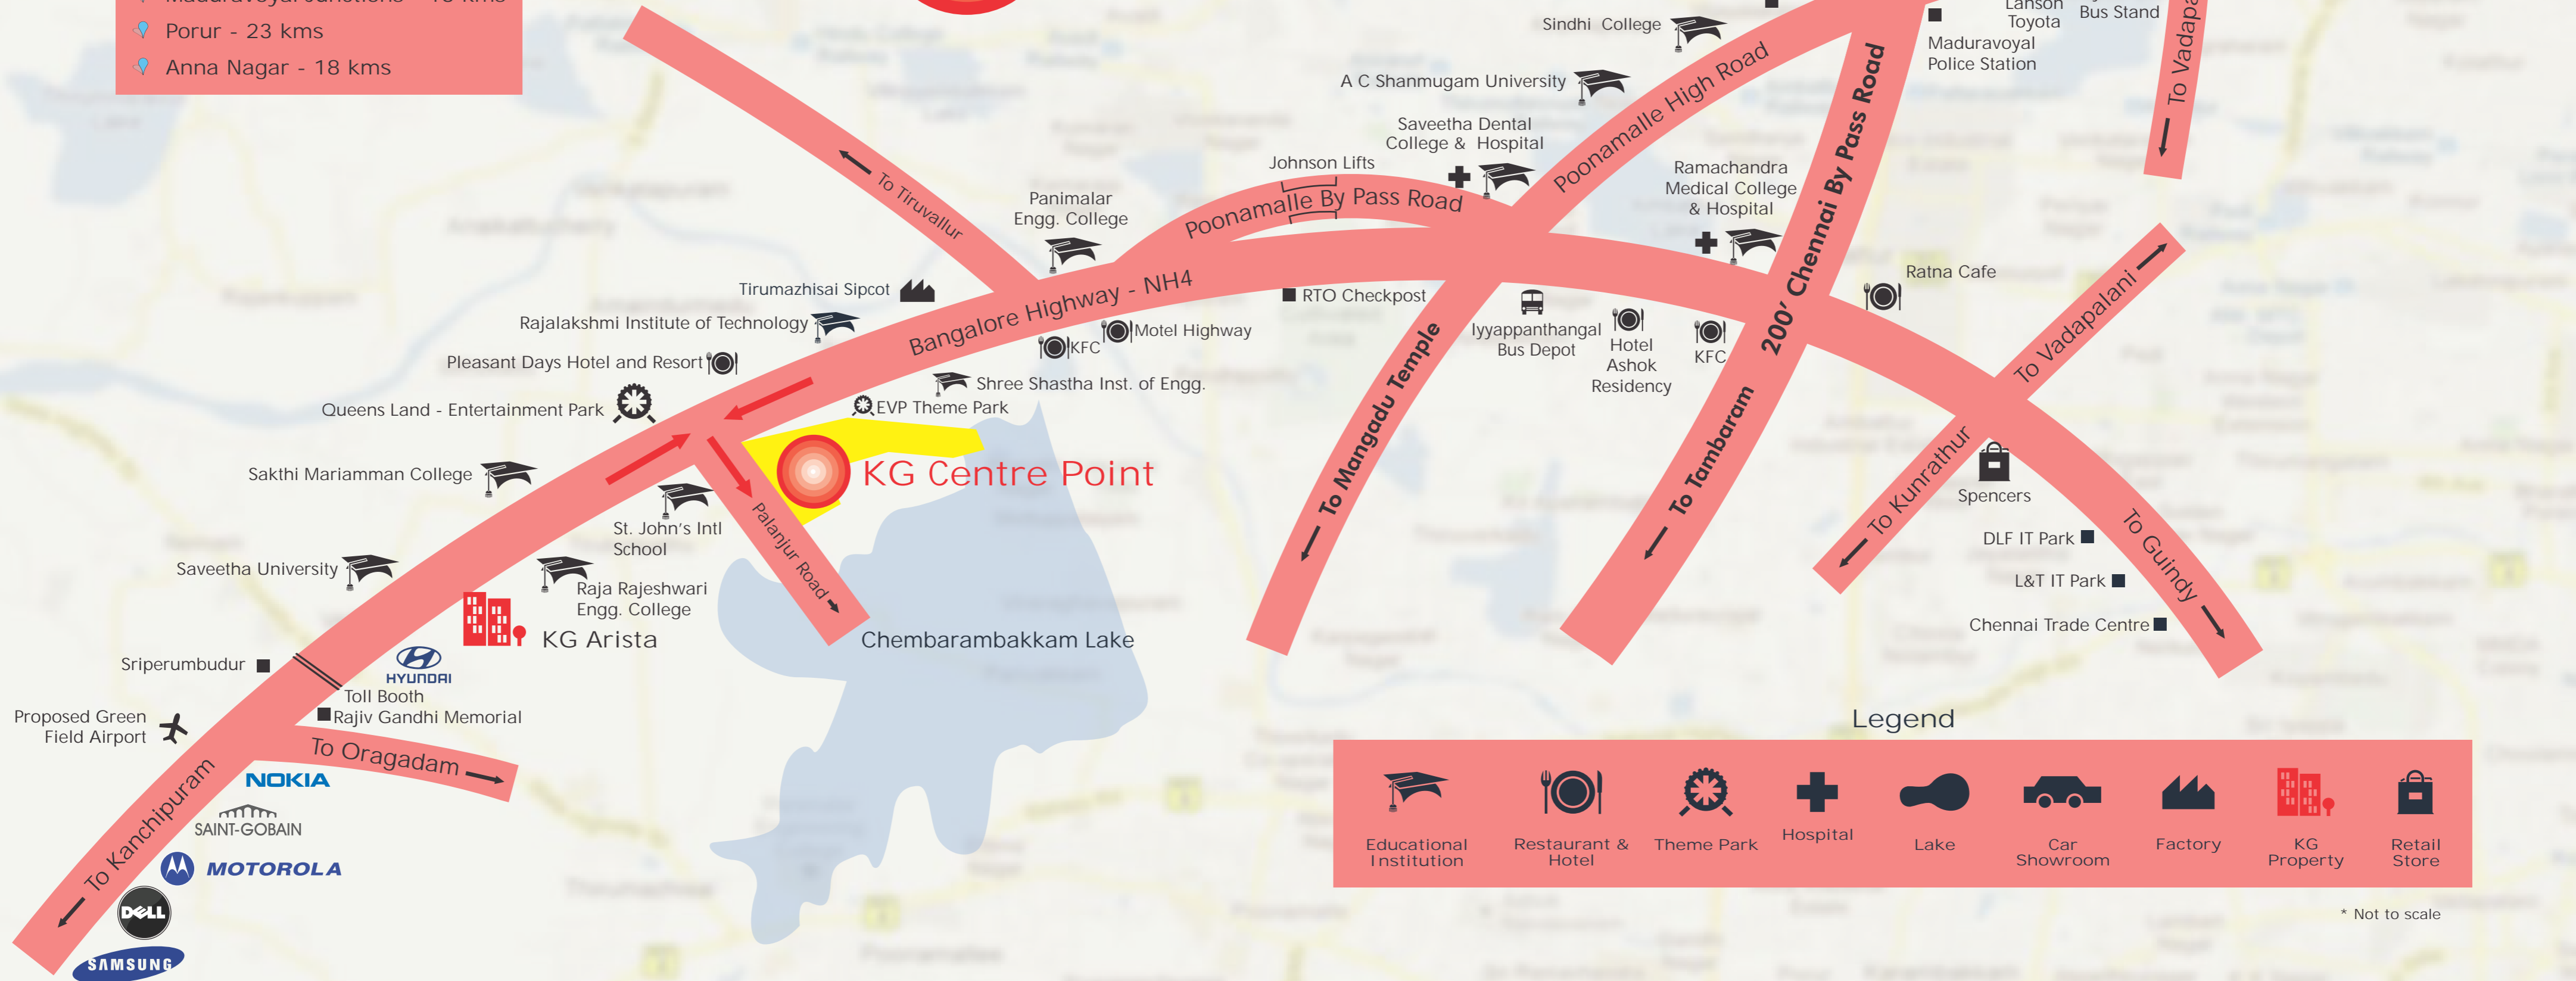 Porur - 23 kms
Anna Nagar - 18 kms
Sindhi College
Lanson
Toyota
Bus Stand
Maduravoyal
Police Station
A C Shanmugam University
Saveetha Dental
College & Hospital
Johnson Lifts
Poonamalle High Road
200' Chennai By Pass Road
Ramachandra
Medical College
& Hospital
To Tiruvallur
Panimalar
Engg. College
Poonamalle By Pass Road
Ratna Cafe
To Vadapalani
Tirumazhisai Sipcot
Bangalore Highway - NH4
RTO Checkpost
Rajalakshmi Institute of Technology
Motel Highway
KFC
Iyyappanthangal
Bus Depot
Hotel
Ashok
Residency
KFC
Pleasant Days Hotel and Resort
Shree Shastha Inst. of Engg.
Queens Land - Entertainment Park
EVP Theme Park
To Mangadu Temple
To Tambaram
To Kunrathur
KG Centre Point
Sakthi Mariamman College
St. John's Intl
School
Palanjur Road
Spencers
DLF IT Park
L&T IT Park
Chennai Trade Centre
To Guindy
Saveetha University
Raja Rajeshwari
Engg. College
KG Arista
Chembarambakkam Lake
Sriperumbudur
HYUNDAI
Toll Booth
Rajiv Gandhi Memorial
Proposed Green
Field Airport
To Oragadam
To Kanchipuram
NOKIA
SAINT-GOBAIN
MOTOROLA
DELL
SAMSUNG
Legend
Educational
Institution
Restaurant &
Hotel
Theme Park
Hospital
Lake
Car
Showroom
Factory
KG
Property
Retail
Store
* Not to scale